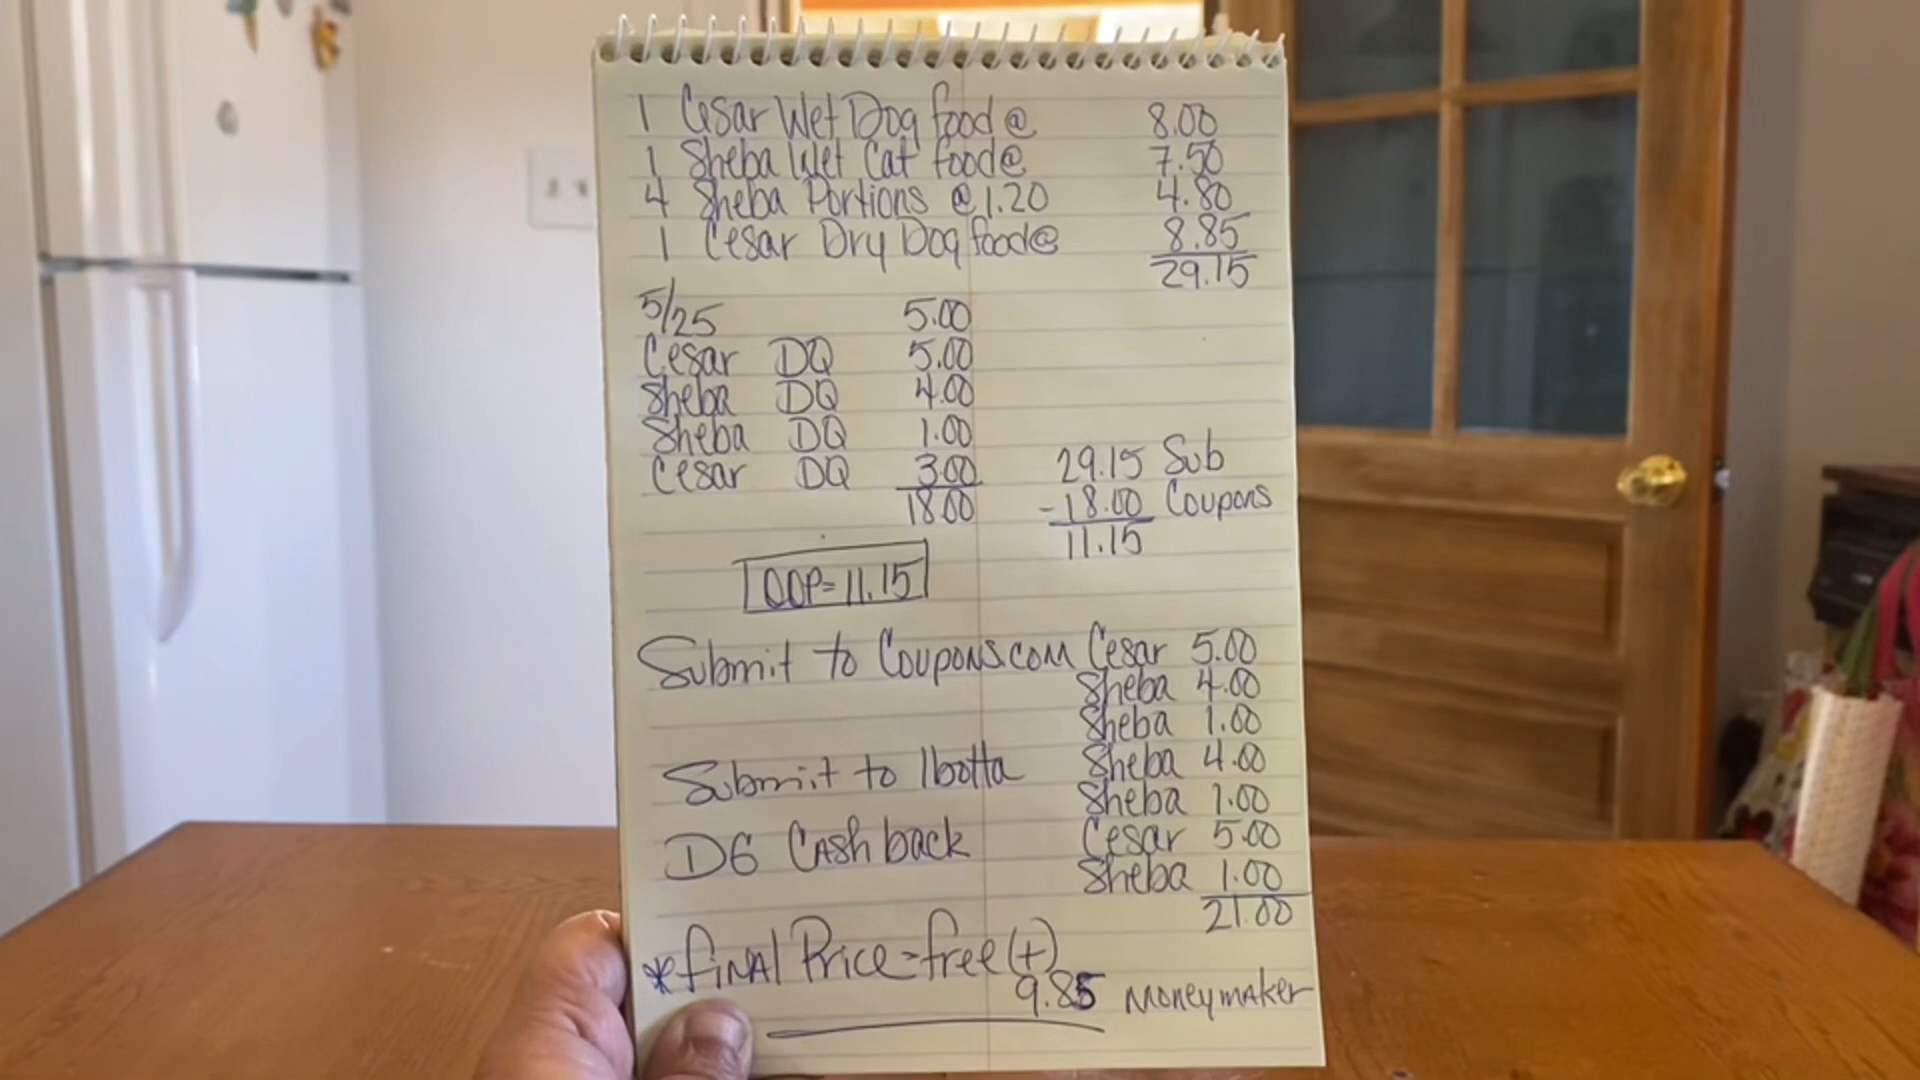 1 Cesar Wet Dog food @ 8.00
1 Sheba Wet Cat food @ 7.50
4 Sheba Portions @ 1.20 4.80
1 Cesar Dry Dog food @ 8.85
29.15
5/25 5.00
Cesar DQ 5.00
Sheba DQ 4.00
Sheba DQ 1.00
Cesar DQ 3.00
18.00
29.15 Sub
-18.00 Coupons
11.15
OOP=11.15
Submit to Coupons.com Cesar 5.00
Sheba 4.00
Sheba 1.00
Submit to Ibotta Sheba 4.00
Sheba 1.00
DG Cash back Cesar 5.00
Sheba 1.00
21.00
*final Price=free (+)
9.85 Moneymaker